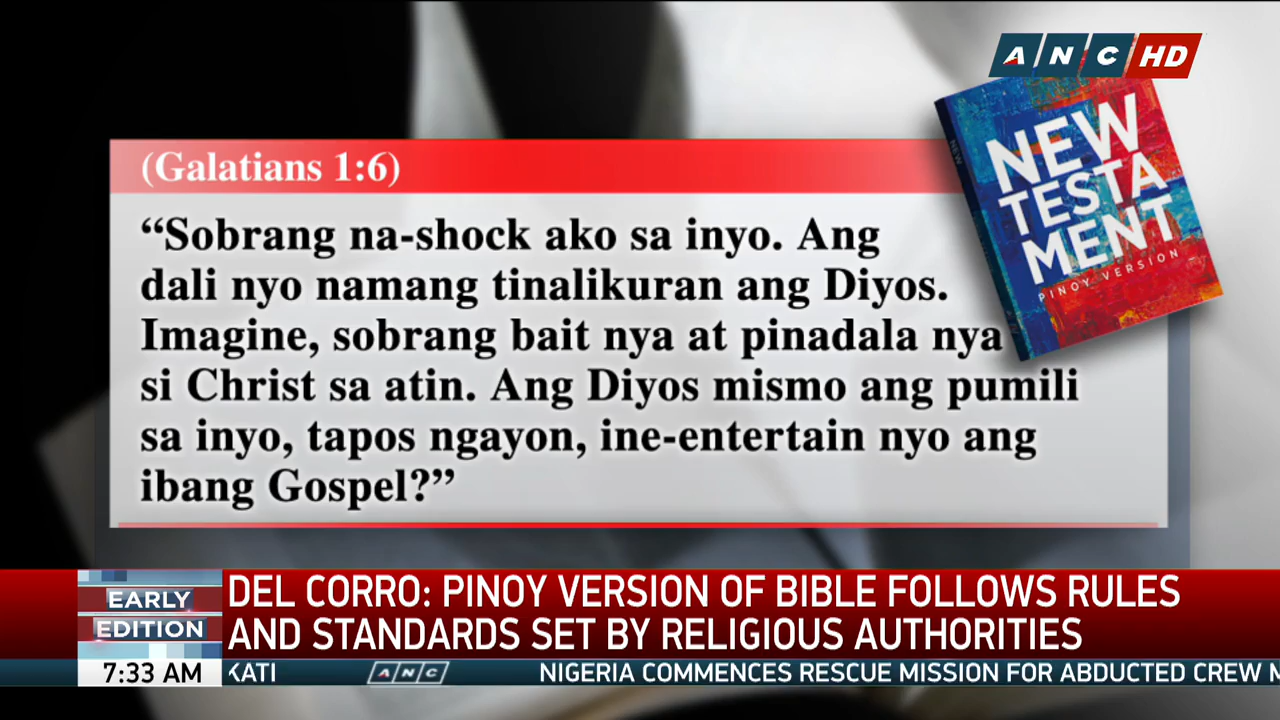 ANC HD
NEW
TESTA
MENT
PINOY VERSION
NEW
(Galatians 1:6)
“Sobrang na-shock ako sa inyo. Ang
dali nyo namang tinalikuran ang Diyos.
Imagine, sobrang bait nya at pinadala nya
si Christ sa atin. Ang Diyos mismo ang pumili
sa inyo, tapos ngayon, ine-entertain nyo ang
ibang Gospel?”
EARLY
EDITION
DEL CORRO: PINOY VERSION OF BIBLE FOLLOWS RULES
AND STANDARDS SET BY RELIGIOUS AUTHORITIES
7:33 AM
KATI ANC NIGERIA COMMENCES RESCUE MISSION FOR ABDUCTED CREW M